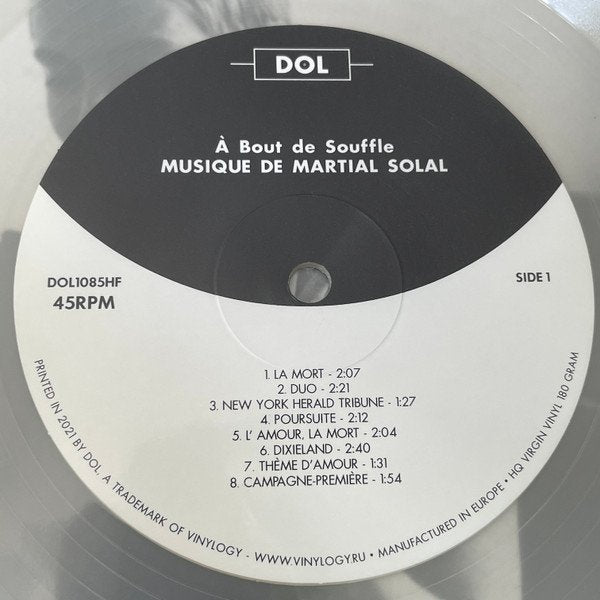 DOL
À Bout de Souffle
MUSIQUE DE MARTIAL SOLAL
DOL1085HF
45RPM
SIDE 1
1. LA MORT - 2:07
2. DUO - 2:21
3. NEW YORK HERALD TRIBUNE - 1:27
4. POURSUITE - 2:12
5. L' AMOUR, LA MORT - 2:04
6. DIXIELAND - 2:40
7. THÈME D'AMOUR - 1:31
8. CAMPAGNE-PREMIÈRE - 1:54
PRINTED IN 2021 BY DOL, A TRADEMARK OF VINYLOGY - WWW.VINYLOGY.RU • MANUFACTURED IN EUROPE • HQ VIRGIN VINYL 180 GRAM